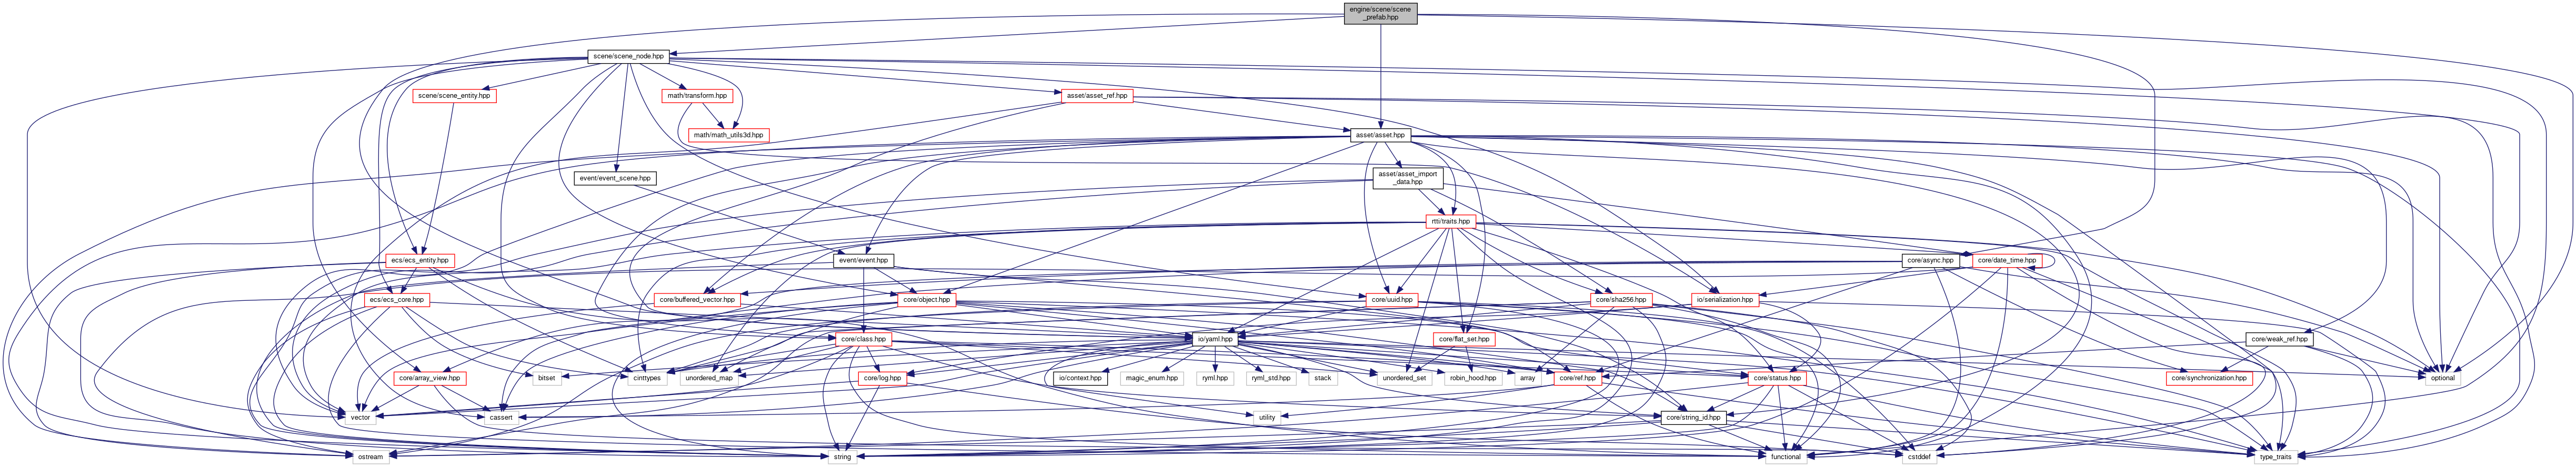 engine/scene/scene
_prefab.hpp
scene/scene_node.hpp
scene/scene_entity.hpp
math/transform.hpp
asset/asset_ref.hpp
math/math_utils3d.hpp
asset/asset.hpp
event/event_scene.hpp
asset/asset_import
_data.hpp
rtti/traits.hpp
ecs/ecs_entity.hpp
event/event.hpp
core/async.hpp
core/date_time.hpp
ecs/ecs_core.hpp
core/buffered_vector.hpp
core/object.hpp
core/uuid.hpp
core/sha256.hpp
io/serialization.hpp
core/class.hpp
io/yaml.hpp
core/flat_set.hpp
core/weak_ref.hpp
core/array_view.hpp
bitset
cinttypes
unordered_map
core/log.hpp
io/context.hpp
magic_enum.hpp
ryml.hpp
ryml_std.hpp
stack
unordered_set
robin_hood.hpp
array
core/ref.hpp
core/status.hpp
core/synchronization.hpp
optional
vector
cassert
utility
core/string_id.hpp
ostream
string
functional
cstddef
type_traits